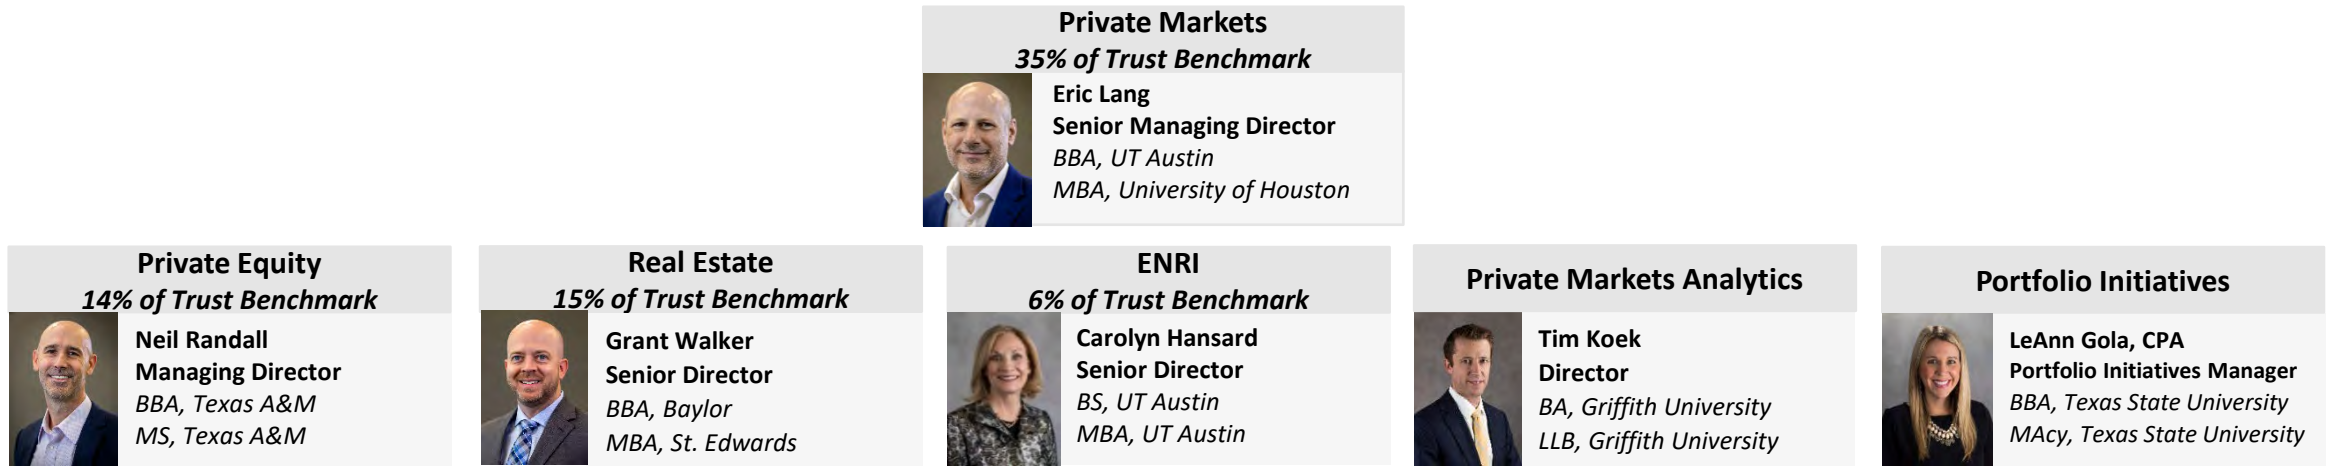 Private Markets
35% of Trust Benchmark
Eric Lang
Senior Managing Director
BBA, UT Austin
MBA, University of Houston
Private Equity
14% of Trust Benchmark
Neil Randall
Managing Director
BBA, Texas A&M
MS, Texas A&M
Real Estate
15% of Trust Benchmark
Grant Walker
Senior Director
BBA, Baylor
MBA, St. Edwards
ENRI
6% of Trust Benchmark
Carolyn Hansard
Senior Director
BS, UT Austin
MBA, UT Austin
Private Markets Analytics
Tim Koek
Director
BA, Griffith University
LLB, Griffith University
Portfolio Initiatives
LeAnn Gola, CPA
Portfolio Initiatives Manager
BBA, Texas State University
MAcy, Texas State University